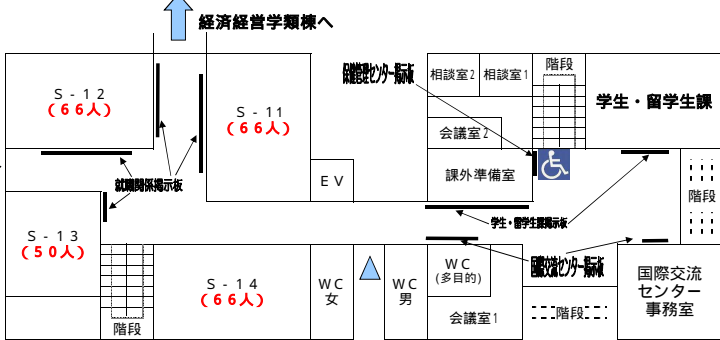 経済経営学類棟へ
保健管理センター掲示板
相談室2
相談室1
階段
S-12
(66人)
S-11
(66人)
学生・留学生課
会議室2
EV
課外準備室
就職関係掲示板
階段
S-13
(50人)
学生・留学生課掲示板
国際交流センター掲示板
S-14
(66人)
WC
女
WC
男
WC
(多目的)
国際交流
センター
事務室
階段
会議室1
階段